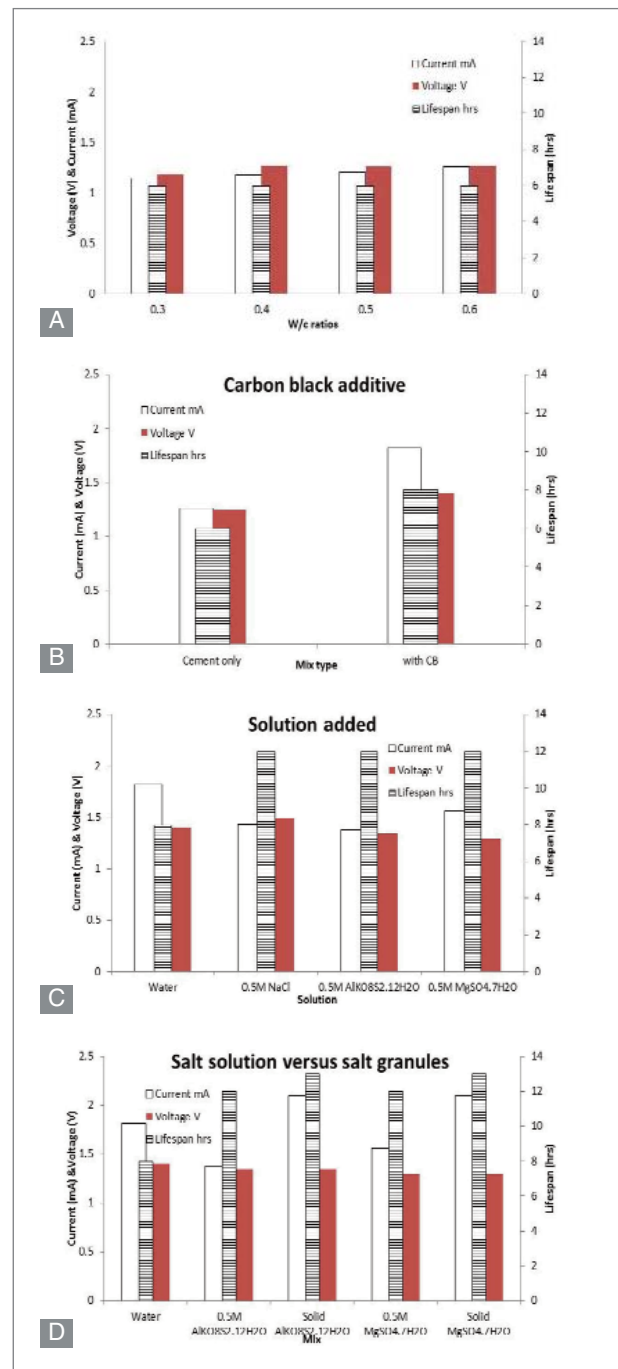 2.5
2
1.5
1
0.5
0
14
12
10
8
6
4
2
0
Voltage (V) & Current (mA)
Lifespan (hrs)
Current mA
Voltage V
Lifespan hrs
0.3
0.4
0.5
0.6
W/c ratios
A
Carbon black additive
2.5
2
1.5
1
0.5
0
14
12
10
8
6
4
2
0
Current (mA) & Voltage (V)
Lifespan (hrs)
Current mA
Voltage V
Lifespan hrs
Cement only
with CB
Mix type
B
Solution added
2.5
2
1.5
1
0.5
0
14
12
10
8
6
4
2
0
Current (mA) & Voltage (V)
Lifespan (hrs)
Current mA
Voltage V
Lifespan hrs
Water
0.5M NaCl
0.5M AlKO8S2.12H2O
0.5M MgSO4.7H2O
Solution
C
Salt solution versus salt granules
2.5
2
1.5
1
0.5
0
14
12
10
8
6
4
2
0
Current (mA) &Voltage (V)
Lifespan (hrs)
Current mA
Voltage V
Lifespan hrs
Water
0.5M
AlKO8S2.12H2O
Solid
AlKO8S2.12H2O
0.5M
MgSO4.7H2O
Solid
MgSO4.7H2O
Mix
D